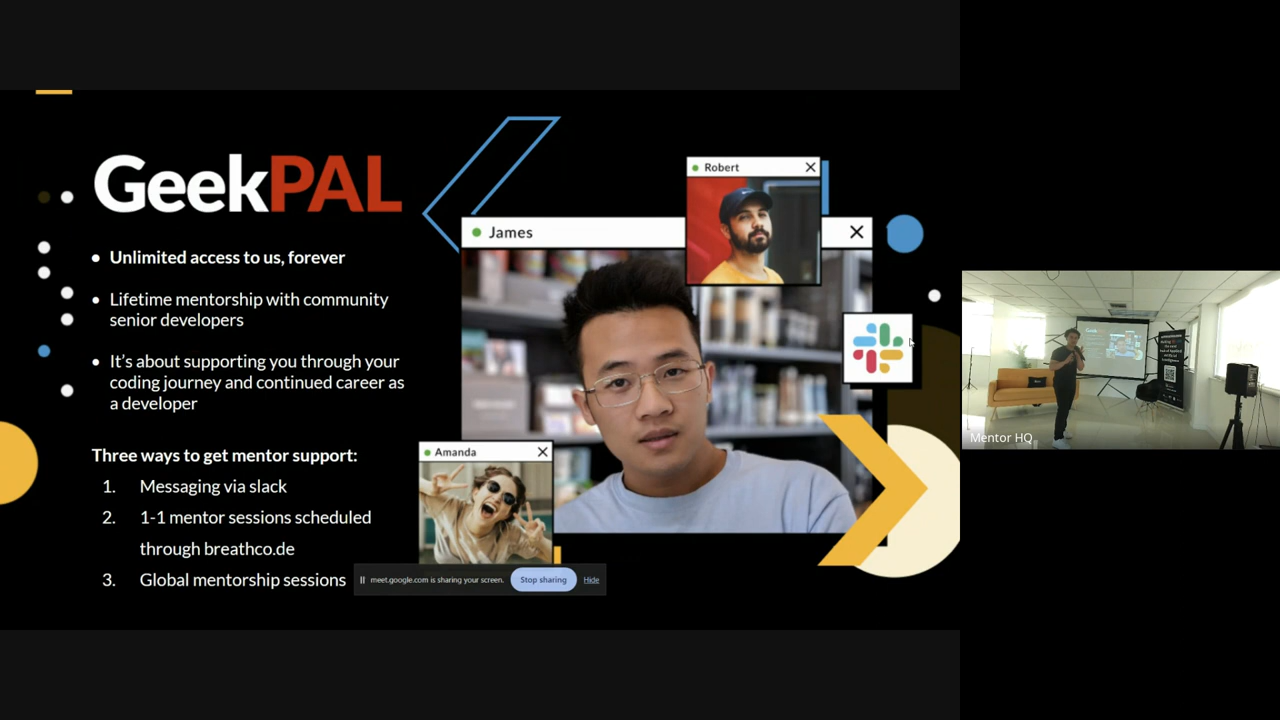 GeekPAL
Unlimited access to us, forever
Lifetime mentorship with community
senior developers
It's about supporting you through your
coding journey and continued career as
a developer
Three ways to get mentor support:
1. Messaging via slack
2. 1-1 mentor sessions scheduled
through breathco.de
3. Global mentorship sessions
Robert
James
Amanda
meet.google.com is sharing your screen.
Stop sharing
Hide
Mentor HQ